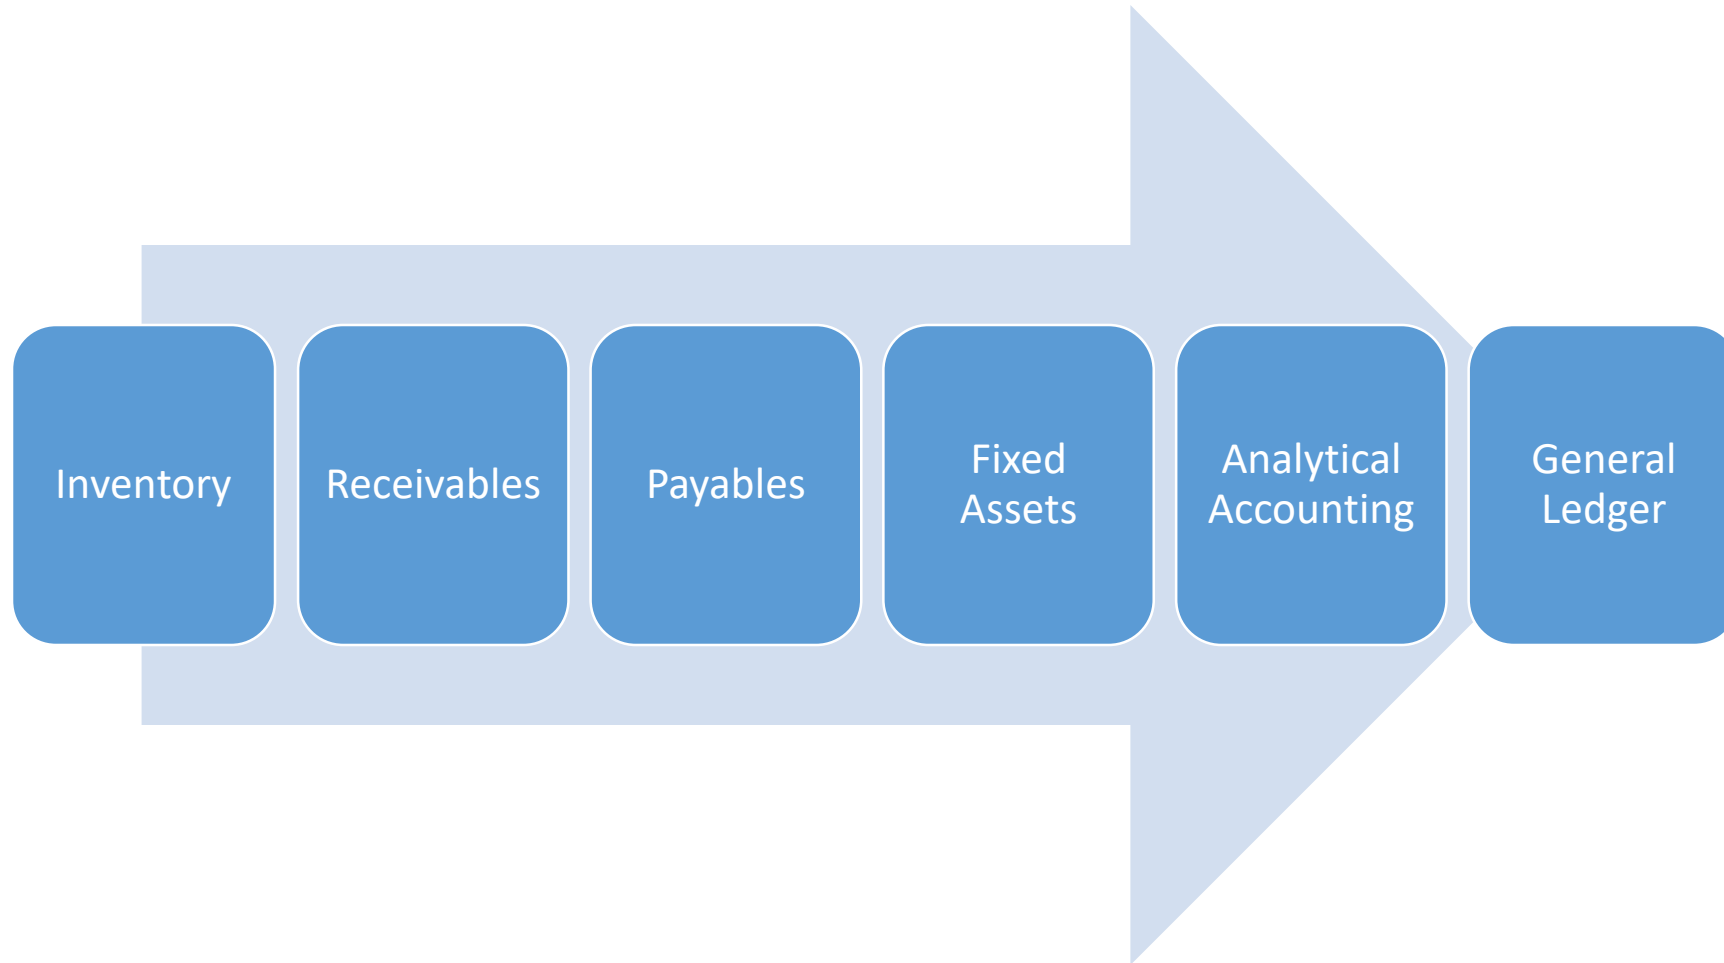 Inventory
Receivables
Payables
Fixed
Assets
Analytical
Accounting
General
Ledger